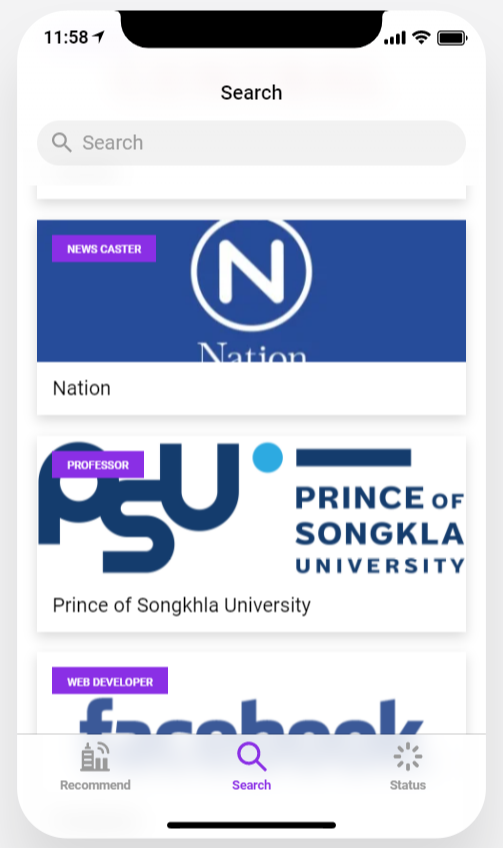 11:58
Search
Search
NEWS CASTER
N
Nation
Nation
PROFESSOR
PSU
PRINCE OF
SONGKLA
UNIVERSITY
Prince of Songkhla University
WEB DEVELOPER
facebook
Recommend
Search
Status